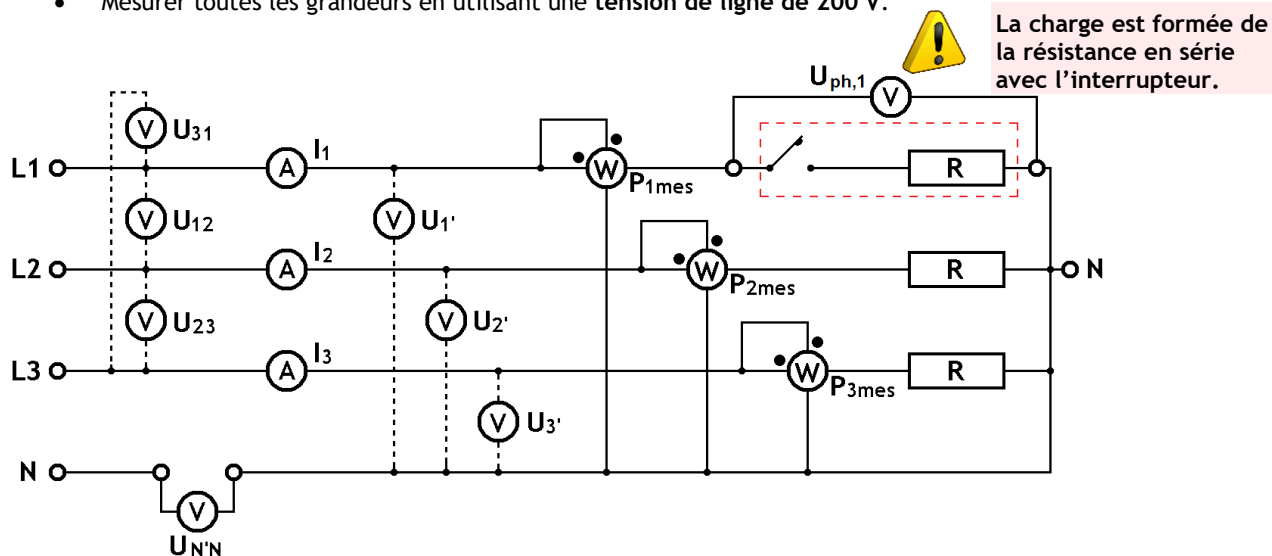 • Mesurer toutes les grandeurs en utilisant une tension de ligne de 200 V.
La charge est formée de
la résistance en série
avec l'interrupteur.
Uph,1
V
V U31
L1 A I1 W P1mes R
V U12 V U1'
L2 A I2 W P2mes R N
V U23 V U2'
L3 A I3 W P3mes R
V U3'
N
V
UN'N